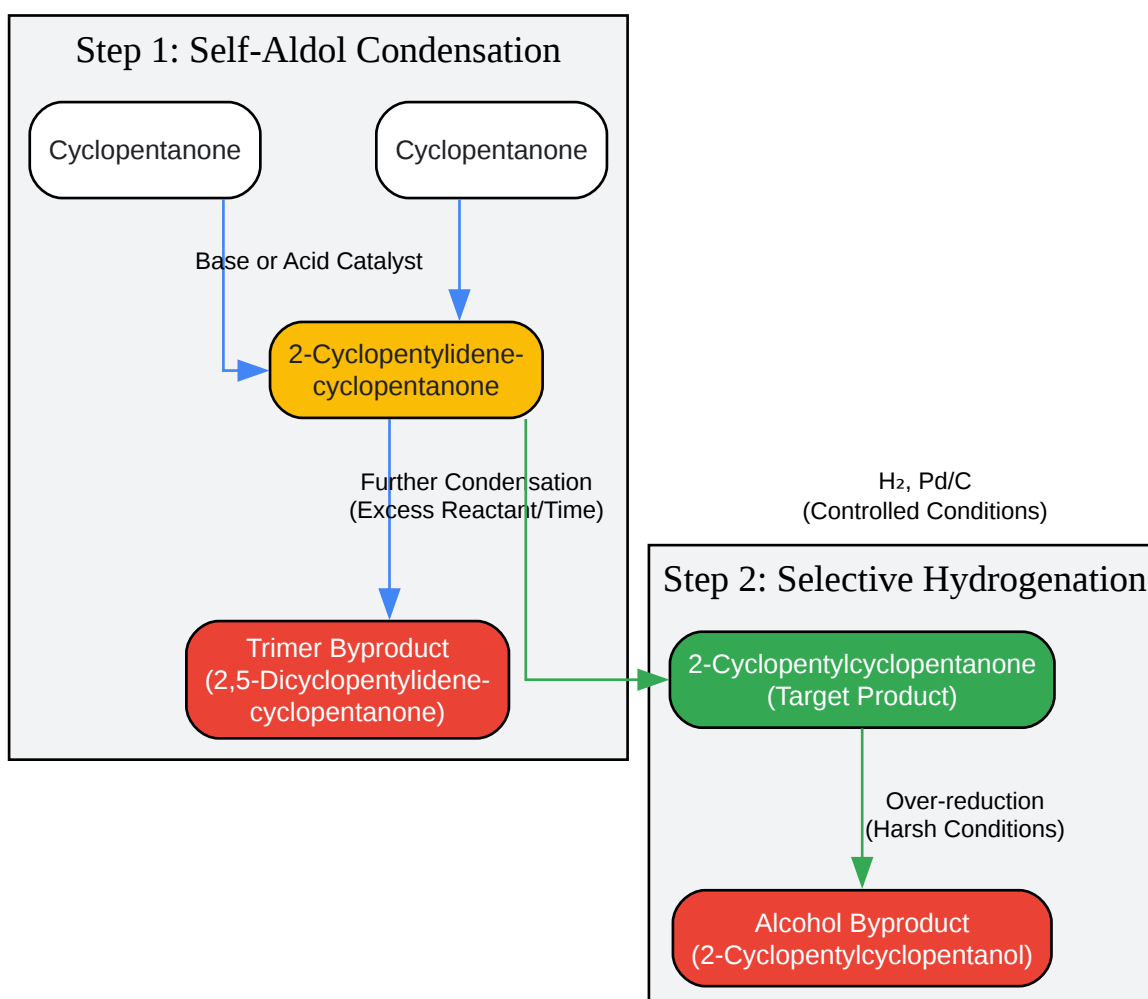 Step 1: Self-Aldol Condensation
Cyclopentanone
Cyclopentanone
Base or Acid Catalyst
2-Cyclopentylidene-
cyclopentanone
Further Condensation
(Excess Reactant/Time)
Trimer Byproduct
(2,5-Dicyclopentylidene-
cyclopentanone)
H₂, Pd/C
(Controlled Conditions)
Step 2: Selective Hydrogenation
2-Cyclopentylcyclopentanone
(Target Product)
Over-reduction
(Harsh Conditions)
Alcohol Byproduct
(2-Cyclopentylcyclopentanol)